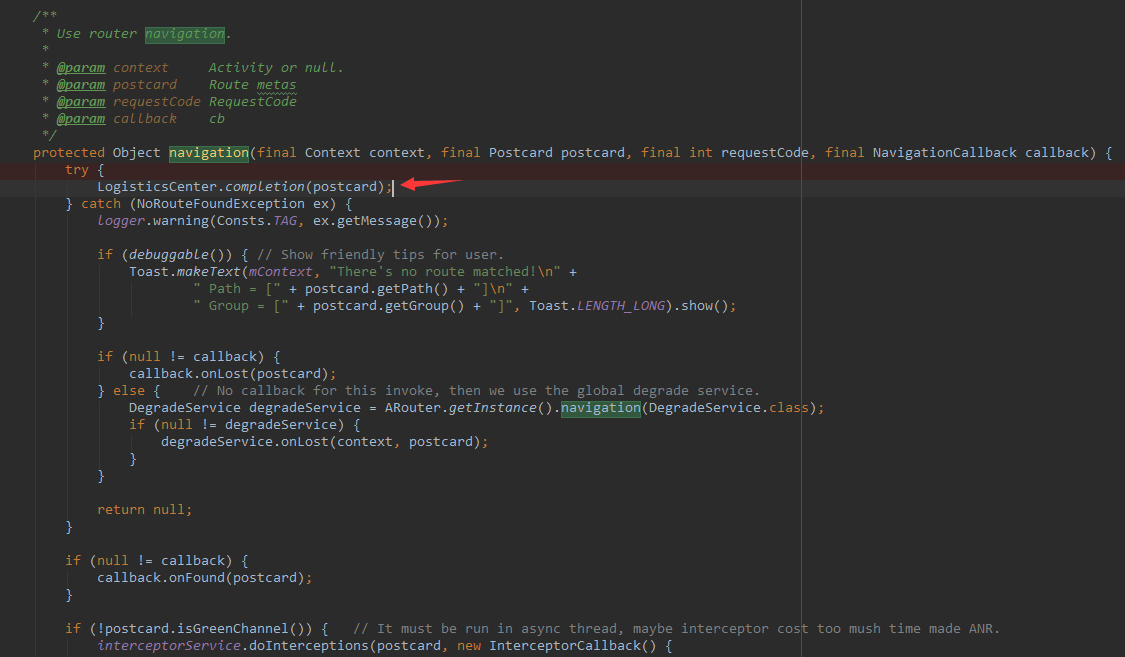 /**
 * Use router navigation.
 *
 * @param context     Activity or null.
 * @param postcard    Route metas
 * @param requestCode RequestCode
 * @param callback    cb
 */
protected Object navigation(final Context context, final Postcard postcard, final int requestCode, final NavigationCallback callback) {
    try {
        LogisticsCenter.completion(postcard);
    } catch (NoRouteFoundException ex) {
        logger.warning(Consts.TAG, ex.getMessage());

        if (debuggable()) { // Show friendly tips for user.
            Toast.makeText(mContext, "There's no route matched!\n" +
                    " Path = [" + postcard.getPath() + "]\n" +
                    " Group = [" + postcard.getGroup() + "]", Toast.LENGTH_LONG).show();
        }

        if (null != callback) {
            callback.onLost(postcard);
        } else {    // No callback for this invoke, then we use the global degrade service.
            DegradeService degradeService = ARouter.getInstance().navigation(DegradeService.class);
            if (null != degradeService) {
                degradeService.onLost(context, postcard);
            }
        }

        return null;
    }

    if (null != callback) {
        callback.onFound(postcard);
    }

    if (!postcard.isGreenChannel()) {   // It must be run in async thread, maybe interceptor cost too mush time made ANR.
        interceptorService.doInterceptions(postcard, new InterceptorCallback() {